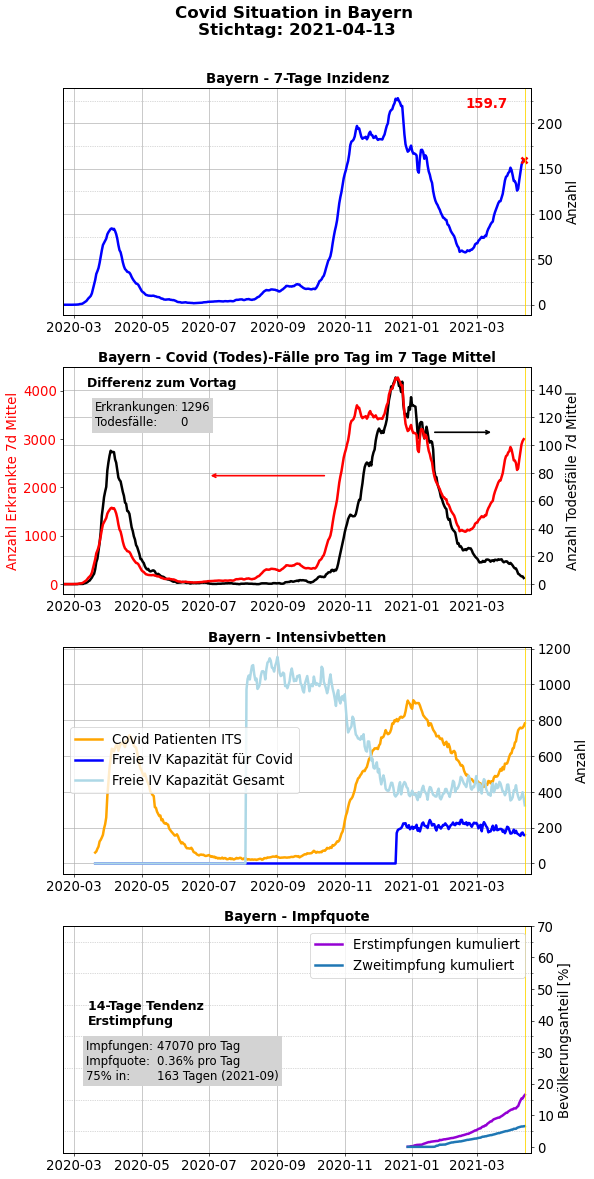 Covid Situation in Bayern
Stichtag: 2021-04-13
Bayern - 7-Tage Inzidenz
159.7
200
150
100
50
0
Anzahl
2020-03 2020-05 2020-07 2020-09 2020-11 2021-01 2021-03
Bayern - Covid (Todes)-Fälle pro Tag im 7 Tage Mittel
Differenz zum Vortag
Erkrankungen: 1296
Todesfälle: 0
4000
3000
2000
1000
0
Anzahl Erkrankte 7d Mittel
140
120
100
80
60
40
20
0
Anzahl Todesfälle 7d Mittel
2020-03 2020-05 2020-07 2020-09 2020-11 2021-01 2021-03
Bayern - Intensivbetten
Covid Patienten ITS
Freie IV Kapazität für Covid
Freie IV Kapazität Gesamt
1200
1000
800
600
400
200
0
Anzahl
2020-03 2020-05 2020-07 2020-09 2020-11 2021-01 2021-03
Bayern - Impfquote
Erstimpfungen kumuliert
Zweitimpfung kumuliert
14-Tage Tendenz
Erstimpfung
Impfungen: 47070 pro Tag
Impfquote: 0.36% pro Tag
75% in: 163 Tagen (2021-09)
70
60
50
40
30
20
10
0
Bevölkerungsanteil [%]
2020-03 2020-05 2020-07 2020-09 2020-11 2021-01 2021-03